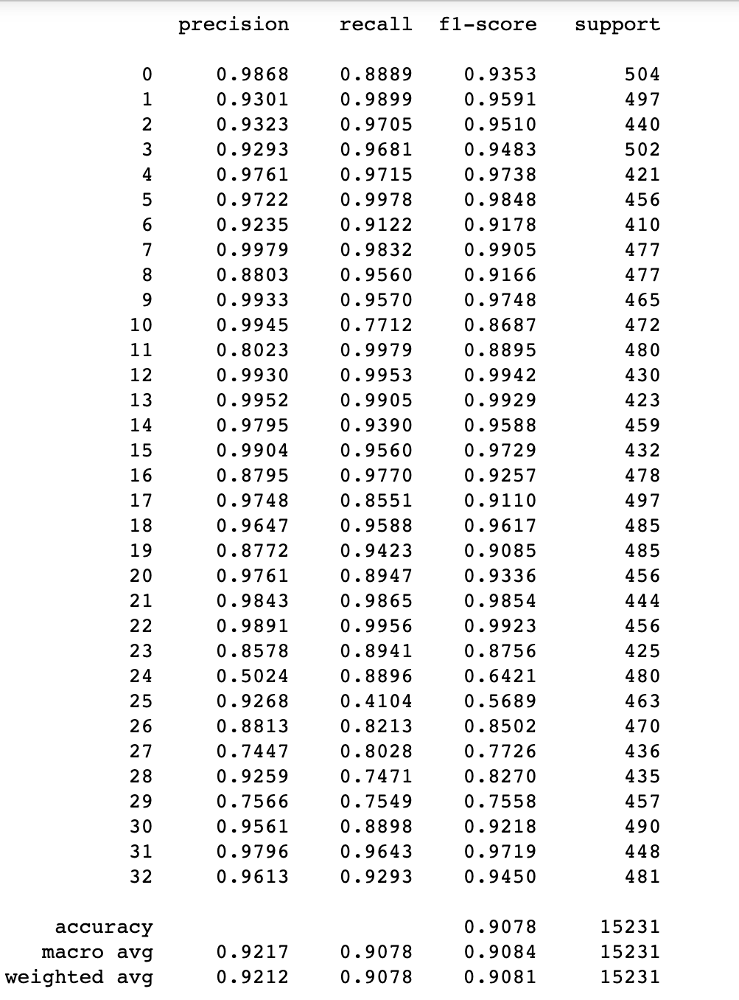 precision recall f1-score support
0 0.9868 0.8889 0.9353 504
1 0.9301 0.9899 0.9591 497
2 0.9323 0.9705 0.9510 440
3 0.9293 0.9681 0.9483 502
4 0.9761 0.9715 0.9738 421
5 0.9722 0.9978 0.9848 456
6 0.9235 0.9122 0.9178 410
7 0.9979 0.9832 0.9905 477
8 0.8803 0.9560 0.9166 477
9 0.9933 0.9570 0.9748 465
10 0.9945 0.7712 0.8687 472
11 0.8023 0.9979 0.8895 480
12 0.9930 0.9953 0.9942 430
13 0.9952 0.9905 0.9929 423
14 0.9795 0.9390 0.9588 459
15 0.9904 0.9560 0.9729 432
16 0.8795 0.9770 0.9257 478
17 0.9748 0.8551 0.9110 497
18 0.9647 0.9588 0.9617 485
19 0.8772 0.9423 0.9085 485
20 0.9761 0.8947 0.9336 456
21 0.9843 0.9865 0.9854 444
22 0.9891 0.9956 0.9923 456
23 0.8578 0.8941 0.8756 425
24 0.5024 0.8896 0.6421 480
25 0.9268 0.4104 0.5689 463
26 0.8813 0.8213 0.8502 470
27 0.7447 0.8028 0.7726 436
28 0.9259 0.7471 0.8270 435
29 0.7566 0.7549 0.7558 457
30 0.9561 0.8898 0.9218 490
31 0.9796 0.9643 0.9719 448
32 0.9613 0.9293 0.9450 481
accuracy 0.9078 15231
macro avg 0.9217 0.9078 0.9084 15231
weighted avg 0.9212 0.9078 0.9081 15231